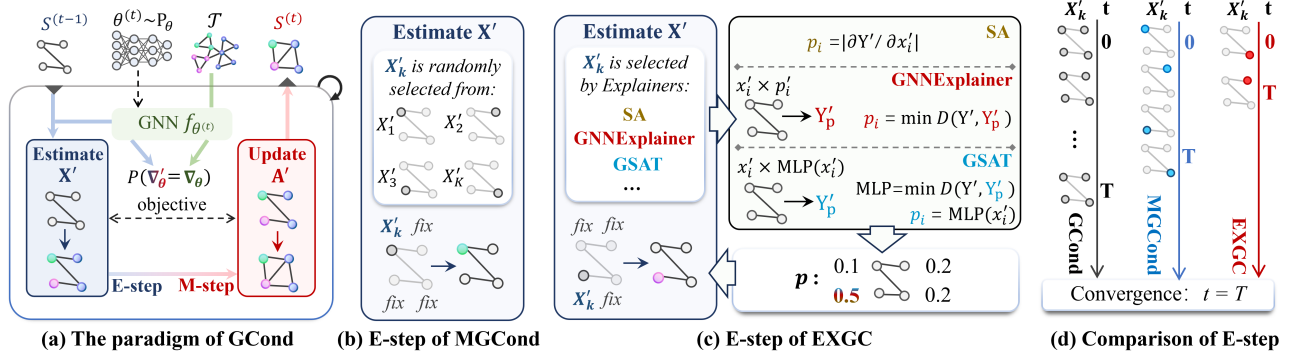 S^{(t-1)} θ^{(t)}~P_θ 𝒯 S^{(t)}
GNN f_{θ^{(t)}}
Estimate
X′
Update
A′
P(∇′_θ = ∇_θ)
objective
E-step M-step
(a) The paradigm of GCond
Estimate X′
X′_k is randomly
selected from:
X′_1 X′_2
X′_3 X′_K
X′_k fix
fix fix
(b) E-step of MGCond
Estimate X′
X′_k is selected
by Explainers:
SA
GNNExplainer
GSAT
...
fix fix
X′_k fix
SA
p_i =|∂Y′/ ∂x′_i|
GNNExplainer
x′_i × p′_i
Y′_p
p_i = min D(Y′, Y′_p)
GSAT
x′_i × MLP(x′_i)
Y′_p
MLP=min D(Y′, Y′_p)
p_i = MLP(x′_i)
p : 0.1 0.2
0.5 0.2
(c) E-step of EXGC
X′_k t X′_k t X′_k t
0 0 0
T
...
T
T
GCond MGCond EXGC
Convergence: t = T
(d) Comparison of E-step